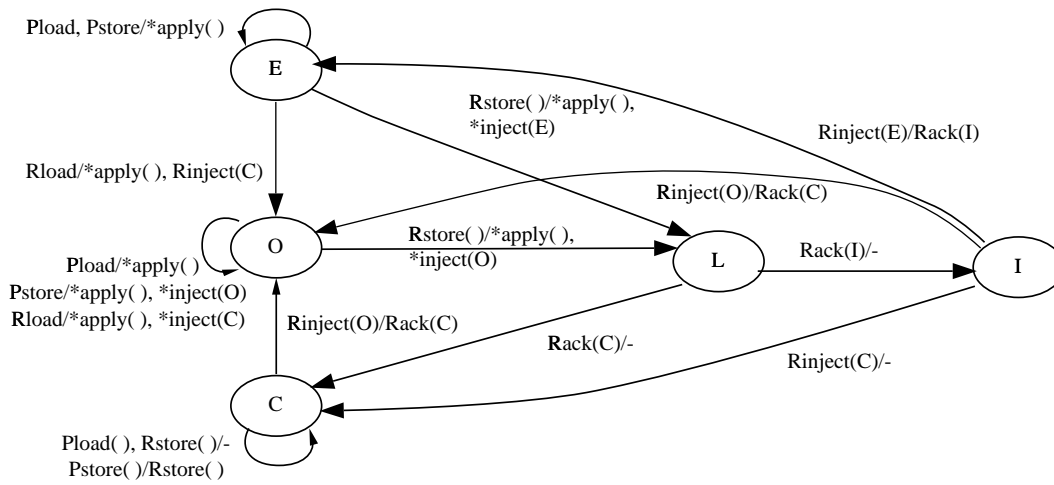 Pload, Pstore/*apply( )
E
Rstore( )/*apply( ),
*inject(E)
Rinject(E)/Rack(I)
Rload/*apply( ), Rinject(C)
Rinject(O)/Rack(C)
O
Rstore( )/*apply( ),
*inject(O)
L
Rack(I)/-
I
Pload/*apply( )
Pstore/*apply( ), *inject(O)
Rload/*apply( ), *inject(C)
Rinject(O)/Rack(C)
Rack(C)/-
Rinject(C)/-
C
Pload( ), Rstore( )/-
Pstore( )/Rstore( )